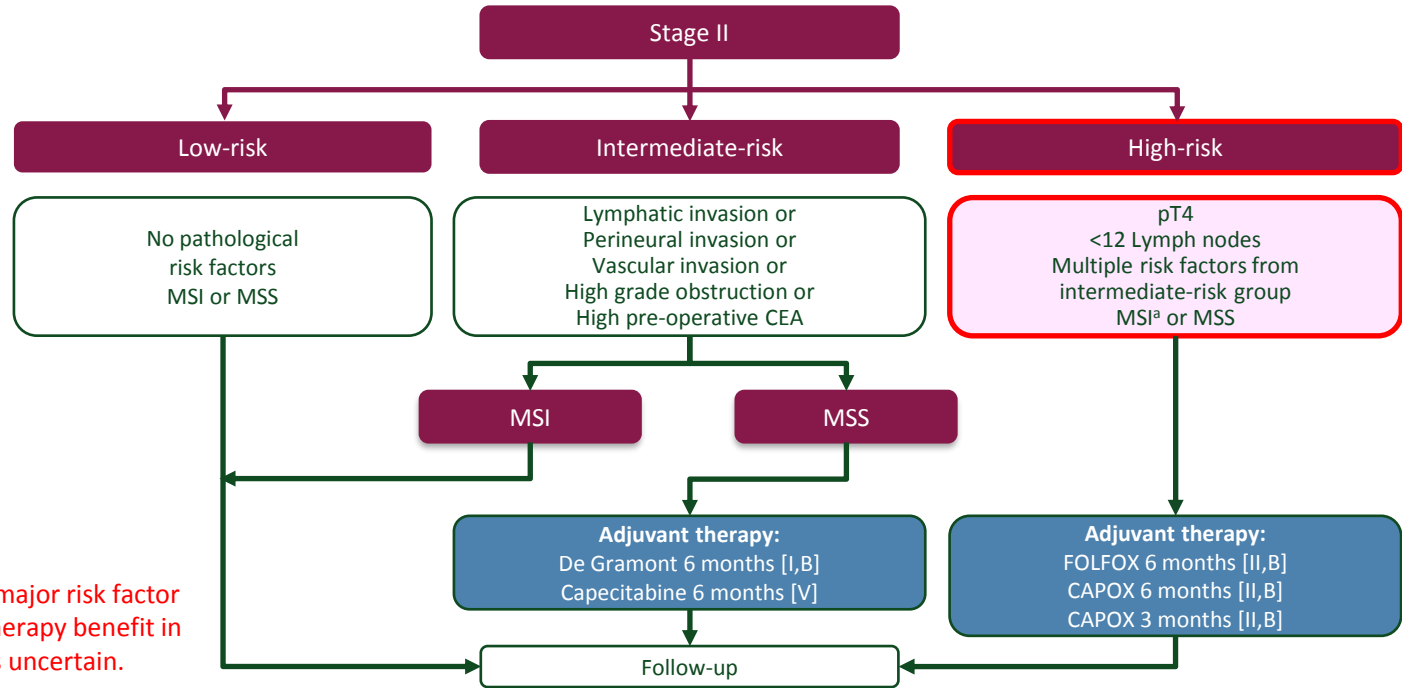 Stage II
Low-risk
Intermediate-risk
High-risk
No pathological
risk factors
MSI or MSS
Lymphatic invasion or
Perineural invasion or
Vascular invasion or
High grade obstruction or
High pre-operative CEA
pT4
<12 Lymph nodes
Multiple risk factors from
intermediate-risk group
MSIᵃ or MSS
MSI
MSS
Adjuvant therapy:
De Gramont 6 months [I,B]
Capecitabine 6 months [V]
Adjuvant therapy:
FOLFOX 6 months [II,B]
CAPOX 6 months [II,B]
CAPOX 3 months [II,B]
major risk factor
herapy benefit in
s uncertain.
Follow-up